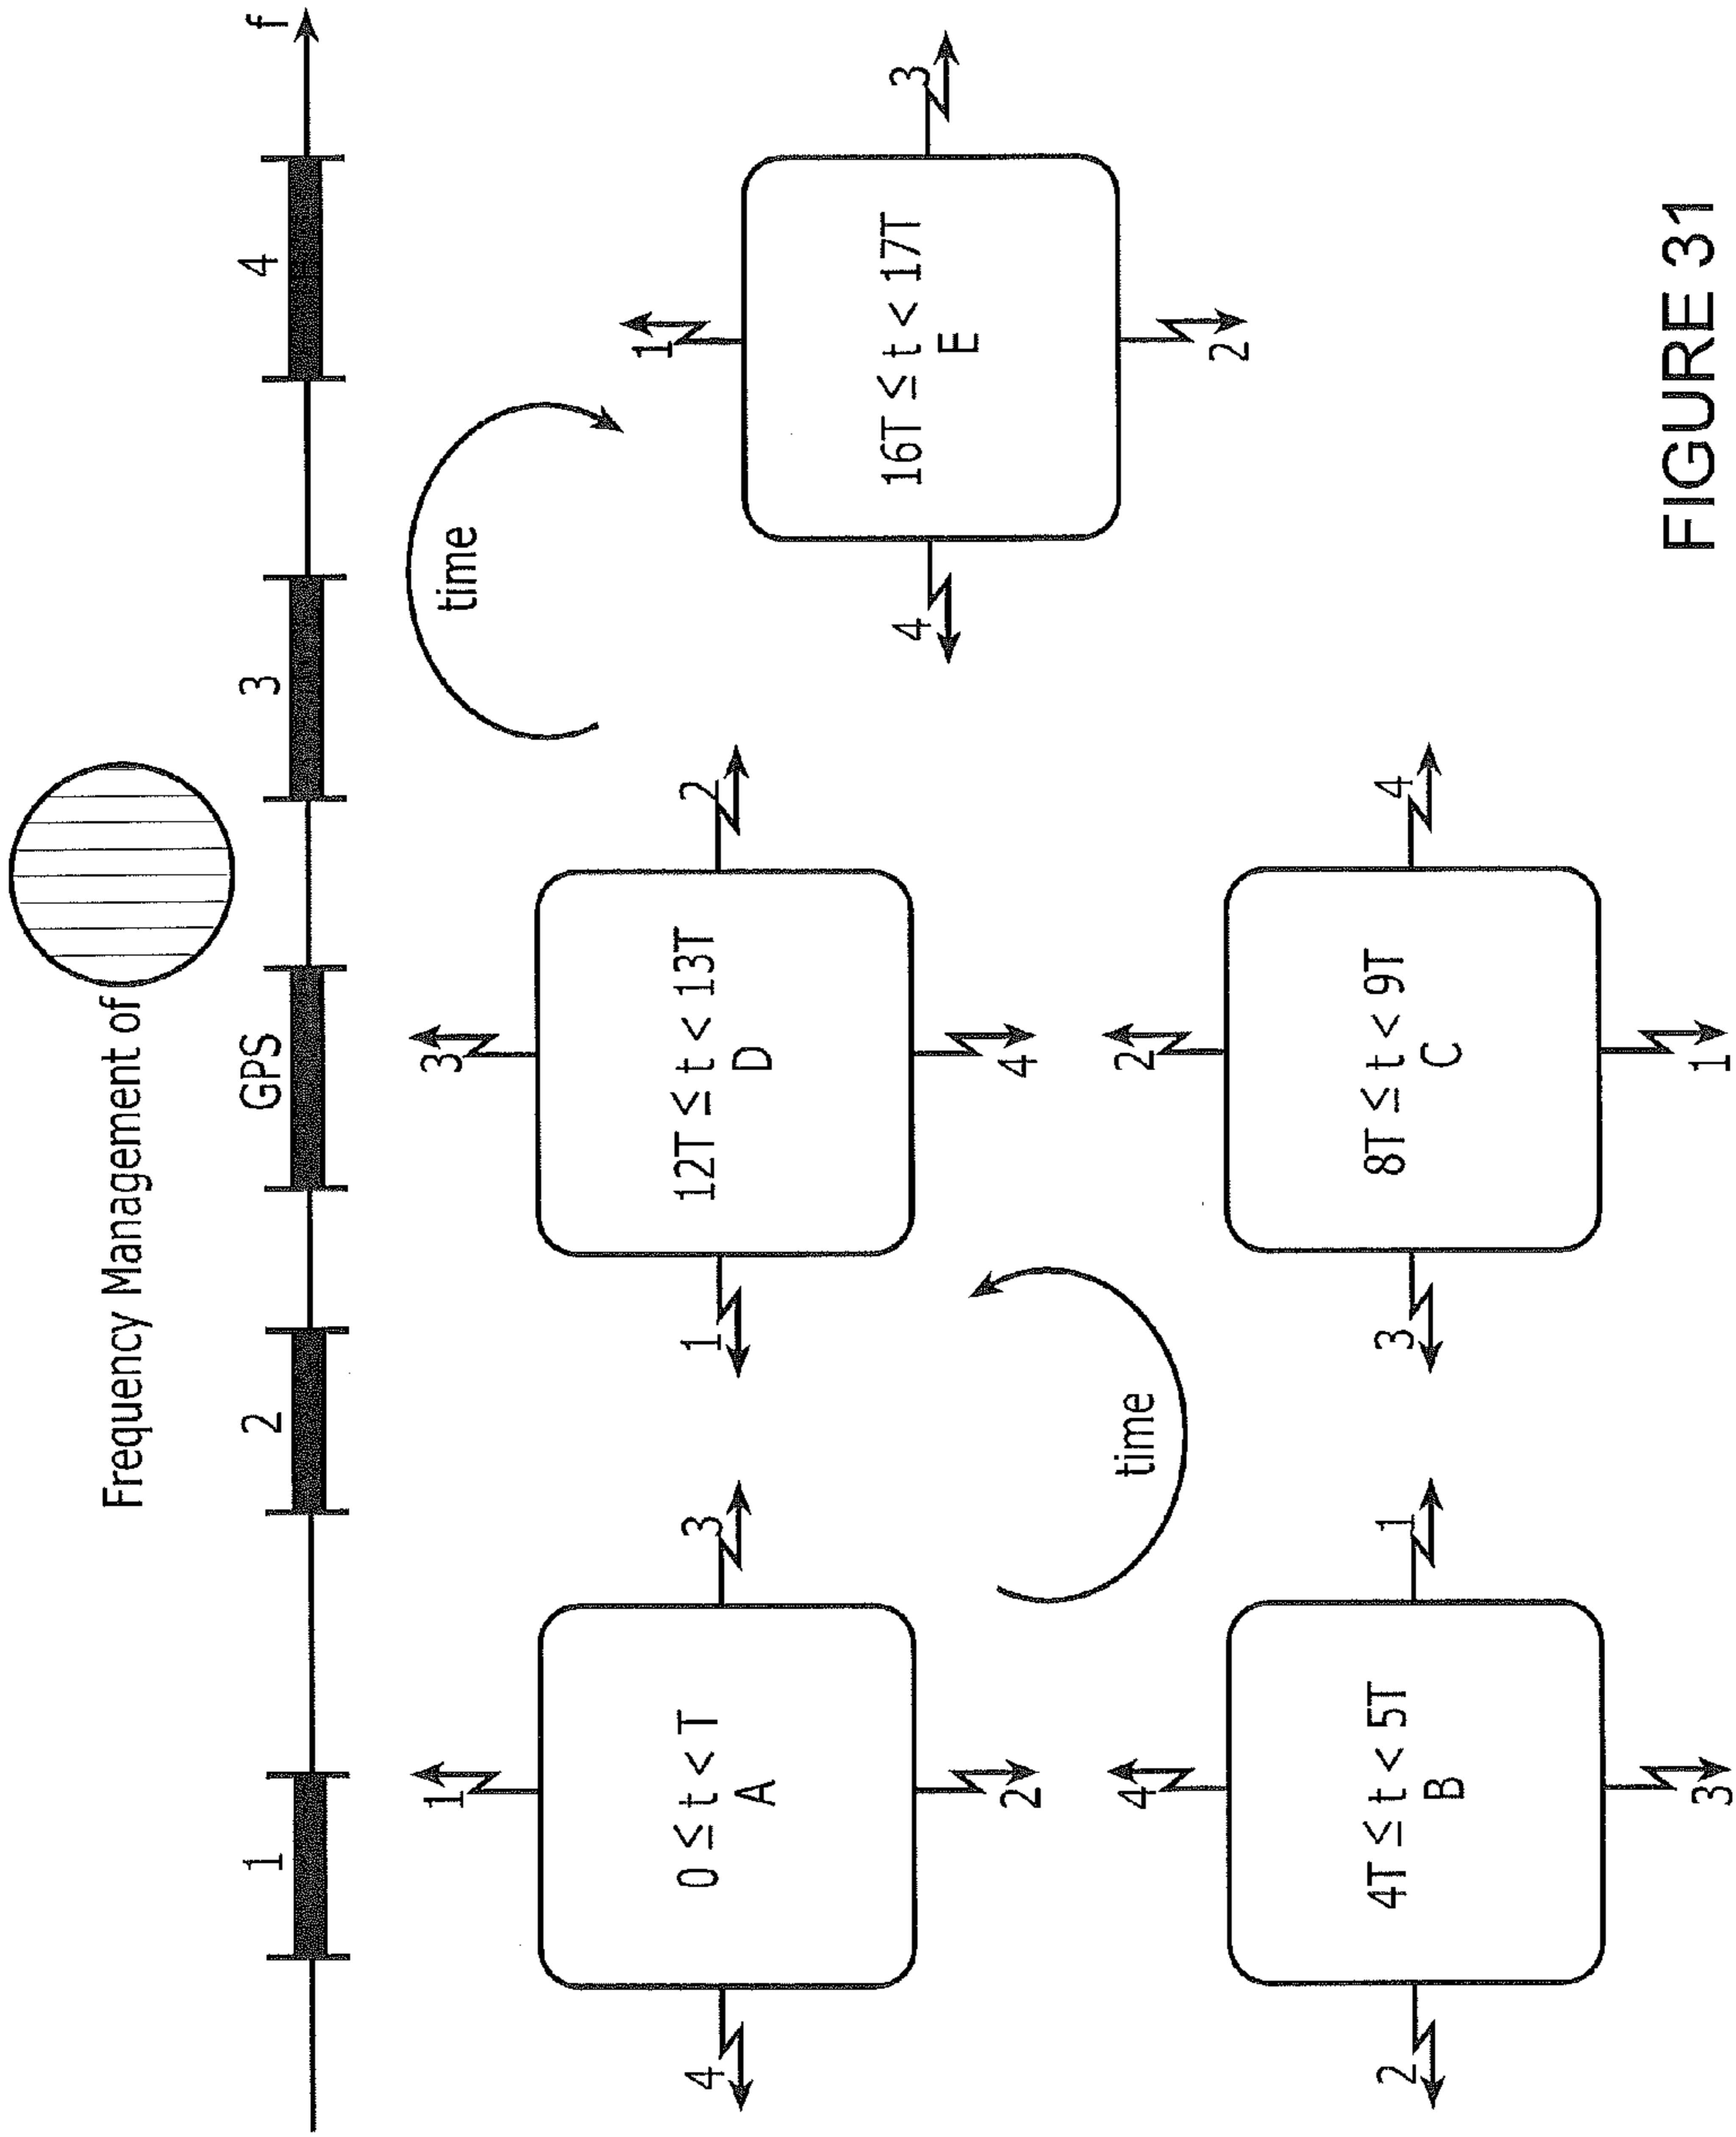 Frequency Management of
1
2
GPS
3
4
f
1
4
0 ≤ t < T
A
3
2
3
1
12T ≤ t < 13T
D
2
4
time
1
4
16T ≤ t < 17T
E
3
2
time
4
2
4T ≤ t < 5T
B
1
3
2
3
8T ≤ t < 9T
C
4
1
FIGURE 31